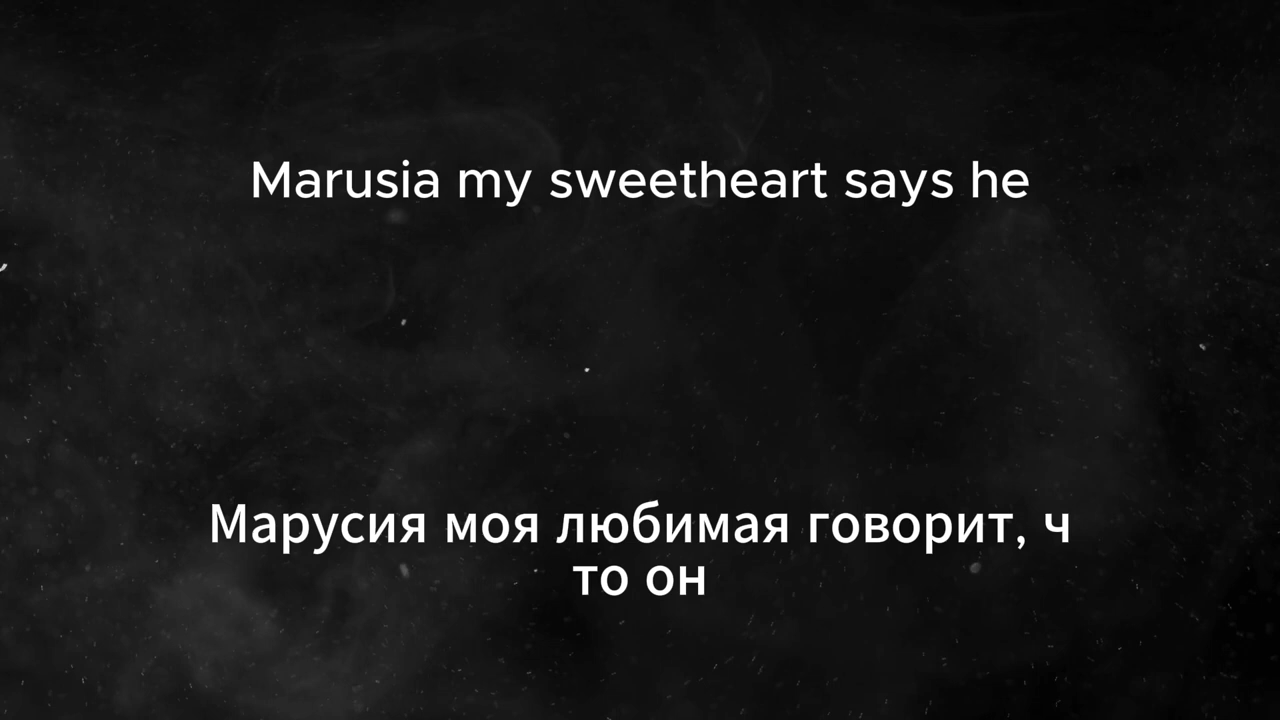 Marusia my sweetheart says he
Марусия моя любимая говорит, ч
то он